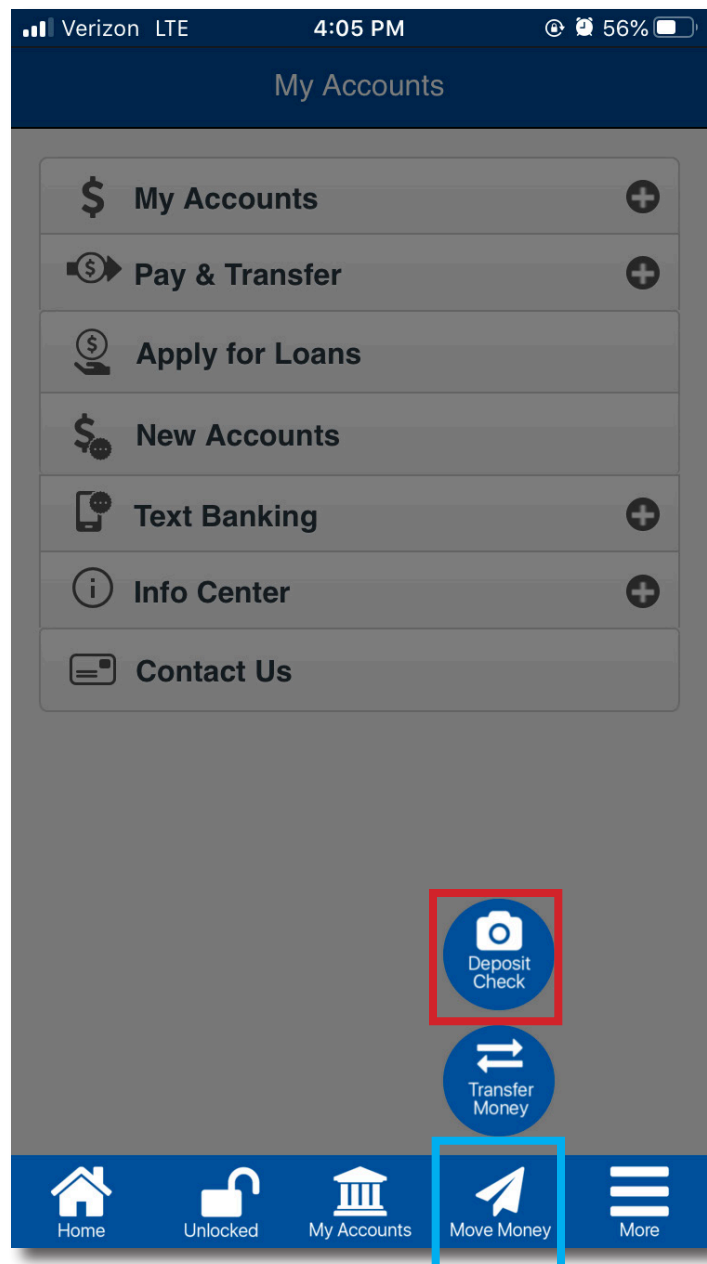 Verizon LTE 4:05 PM 56%
My Accounts
My Accounts
Pay & Transfer
Apply for Loans
New Accounts
Text Banking
Info Center
Contact Us
Deposit
Check
Transfer
Money
Home Unlocked My Accounts Move Money More